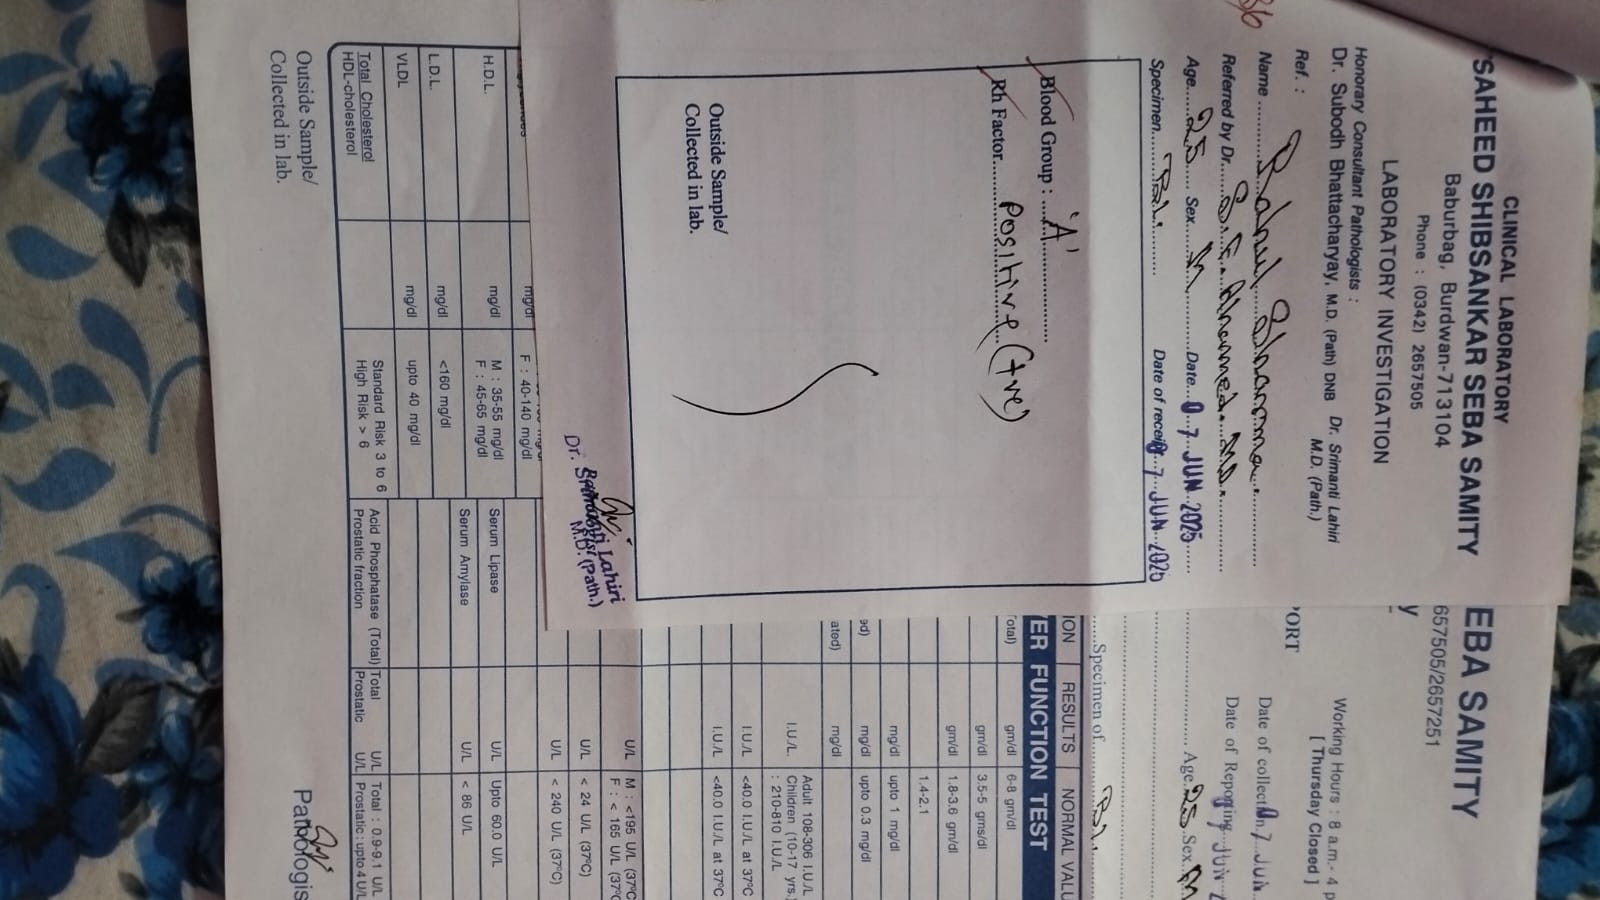 CLINICAL LABORATORY
SAHEED SHIBSANKAR SEBA SAMITY
Baburbag, Burdwan-713104
Phone : (0342) 2657505
LABORATORY INVESTIGATION
Honorary Consultant Pathologists :
Dr. Subodh Bhattacharyay, M.D. (Path) DNB Dr. Srimanti Lahiri
M.D. (Path.)
Ref :
Name Rahul Sharma
Referred by Dr. S. F. Ahamed. MD.
Age 25 Sex M Date 07 JUN 2025
Specimen Bl. Date of receipt 07 JUN 2025
Blood Group : 'A'
Rh Factor positive (+ve)
Outside Sample/
Collected in lab.
Dr. Srimanti Lahiri
M.D. (Path.)
EBA SAMITY
657505/2657251
Working Hours : 8 a.m.- 4 p
[ Thursday Closed ]
PORT
Date of collection 07 JUN
Date of Reporting 07 JUN 2
Age 25 Sex M
Specimen of Bl.
ION RESULTS NORMAL VALU
ER FUNCTION TEST
otal) gm/dl 6-8 gm/dl
gm/dl 3.5-5 gms/dl
gm/dl 1.8-3.6 gm/dl
1.4-2.1
mg/dl upto 1 mg/dl
ed) mg/dl upto 0.3 mg/dl
ated) mg/dl
I.U./L Adult 108-306 I.U./L
Children (10-17 yrs.)
: 210-810 I.U./L
I.U./L <40.0 I.U./L at 37°C
I.U./L <40.0 I.U./L at 37°C
U/L M : <195 U/L (37°C
F : < 165 U/L (37°C
U/L < 24 U/L (37°C)
U/L < 240 U/L (37°C)
mg/dl F : 40-140 mg/dl
H.D.L. mg/dl M : 35-55 mg/dl
F : 45-65 mg/dl
Serum Lipase U/L Upto 60.0 U/L
L.D.L. mg/dl <160 mg/dl
Serum Amylase U/L < 86 U/L
VLDL mg/dl upto 40 mg/dl
Total Cholesterol
HDL-cholesterol
Standard Risk 3 to 6
High Risk > 6
Acid Phosphatase (Total) Total U/L Total : 0.9-9.1 U/L
Prostatic fraction Prostatic U/L Prostatic : upto 4 U/L
Outside Sample/
Collected in lab.
Pathologis